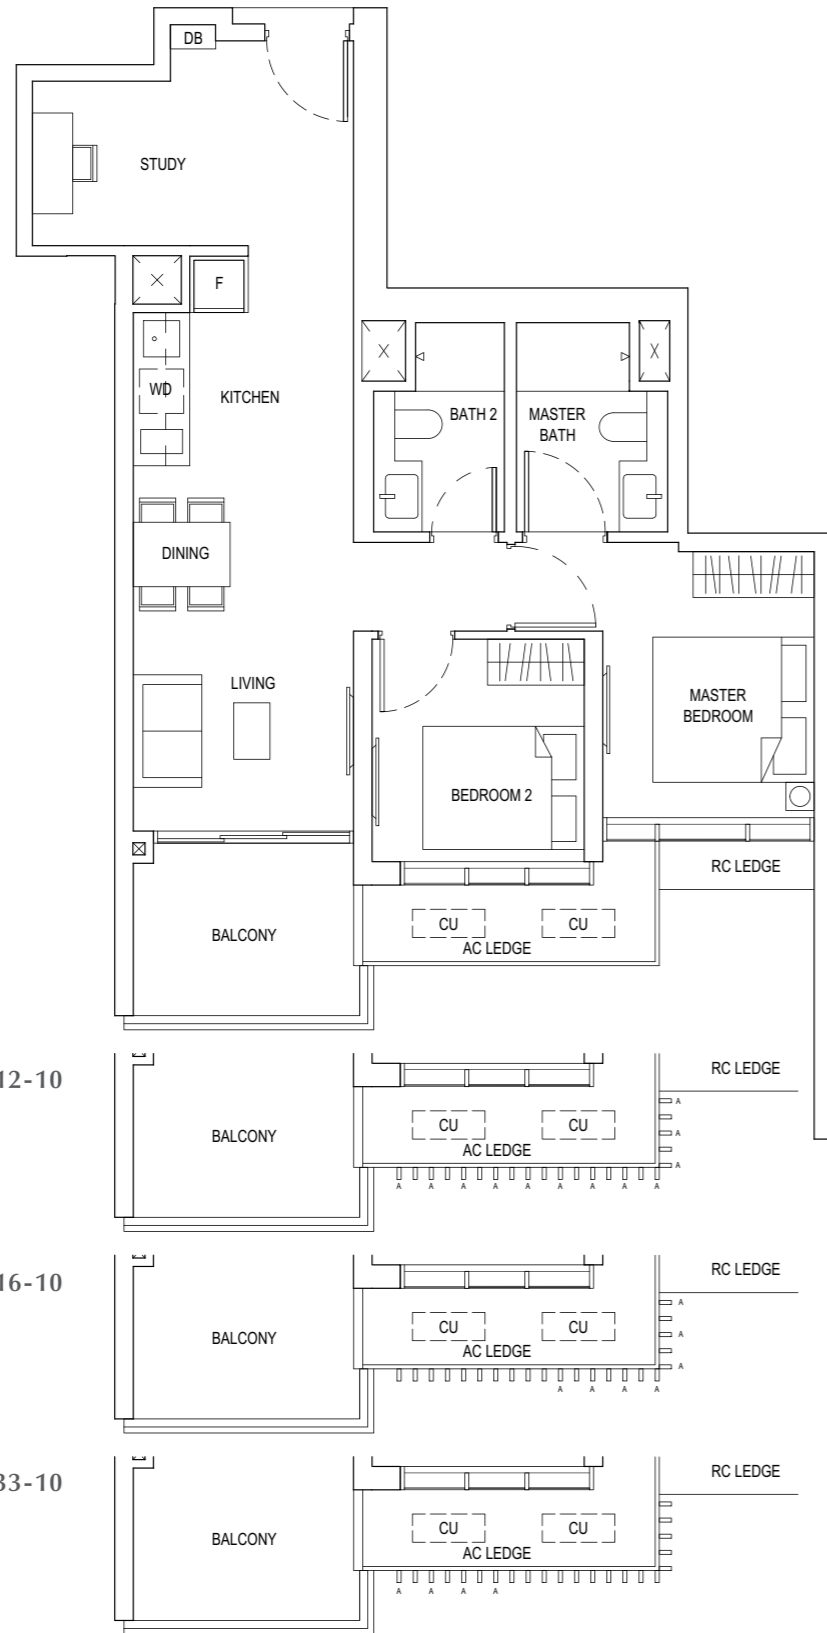 DB
STUDY
F
WD
KITCHEN
BATH 2
MASTER
BATH
DINING
LIVING
MASTER
BEDROOM
BEDROOM 2
RC LEDGE
BALCONY
CU
CU
AC LEDGE
12-10
RC LEDGE
BALCONY
CU
CU
AC LEDGE
A
A
A
A A A A A A A A A
16-10
RC LEDGE
BALCONY
CU
CU
AC LEDGE
A
A
A
A A A A
33-10
RC LEDGE
BALCONY
CU
CU
AC LEDGE
A A A A